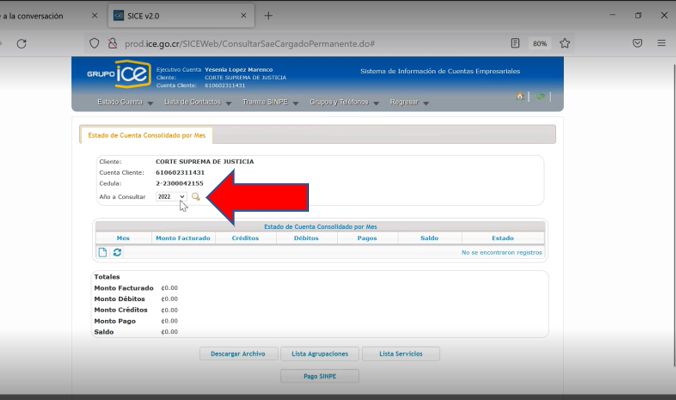 e a la conversación
SICE v2.0
prod.ice.go.cr/SICEWeb/ConsultarSaeCargadoPermanente.do#
80%
GRUPO ice
Ejecutivo Cuenta Yesenia Lopez Marenco
Cliente: CORTE SUPREMA DE JUSTICIA
Cuenta Cliente: 610602311431
Sistema de Información de Cuentas Empresariales
Estado Cuenta Lista de Contactos Tramite SINPE Grupos y Teléfonos Regresar
Estado de Cuenta Consolidado por Mes
Cliente: CORTE SUPREMA DE JUSTICIA
Cuenta Cliente: 610602311431
Cedula: 2-2300042155
Año a Consultar 2022
Estado de Cuenta Consolidado por Mes
Mes Monto Facturado Créditos Débitos Pagos Saldo Estado
No se encontraron registros
Totales
Monto Facturado ¢0.00
Monto Débitos ¢0.00
Monto Créditos ¢0.00
Monto Pago ¢0.00
Saldo ¢0.00
Descargar Archivo Lista Agrupaciones Lista Servicios
Pago SINPE